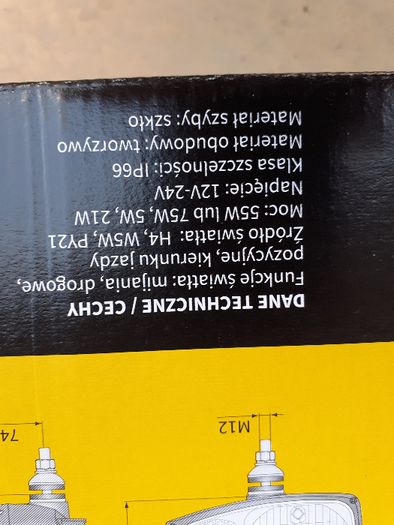 DANE TECHNICZNE / CECHY
Funkcje światła: mijania, drogowe,
pozycyjne, kierunku jazdy
Źródło światła: H4, W5W, PY21
Moc: 55W lub 75W, 5W, 21W
Napięcie: 12V-24V
Klasa szczelności: IP66
Materiał obudowy: tworzywo
Materiał szyby: szkło
M12